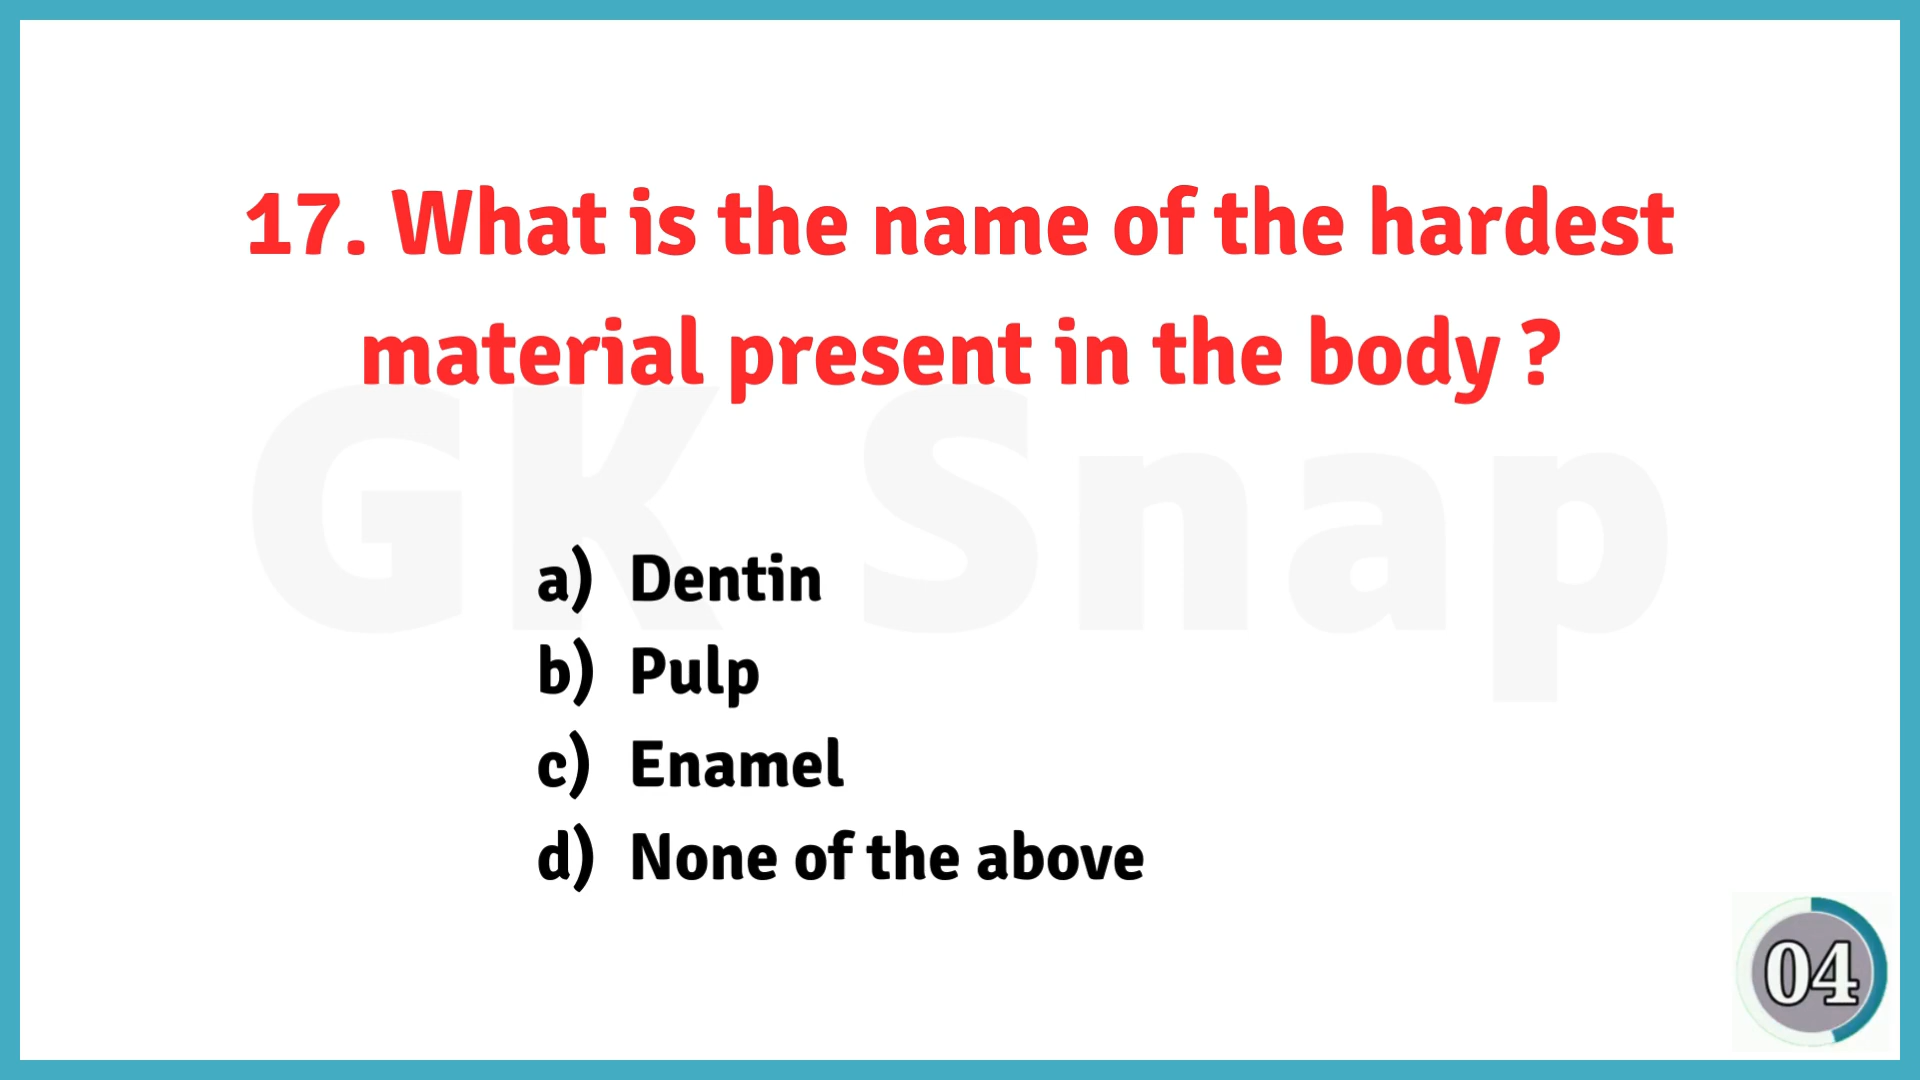 17. What is the name of the hardest
material present in the body ?
GK Snap
a) Dentin
b) Pulp
c) Enamel
d) None of the above
04